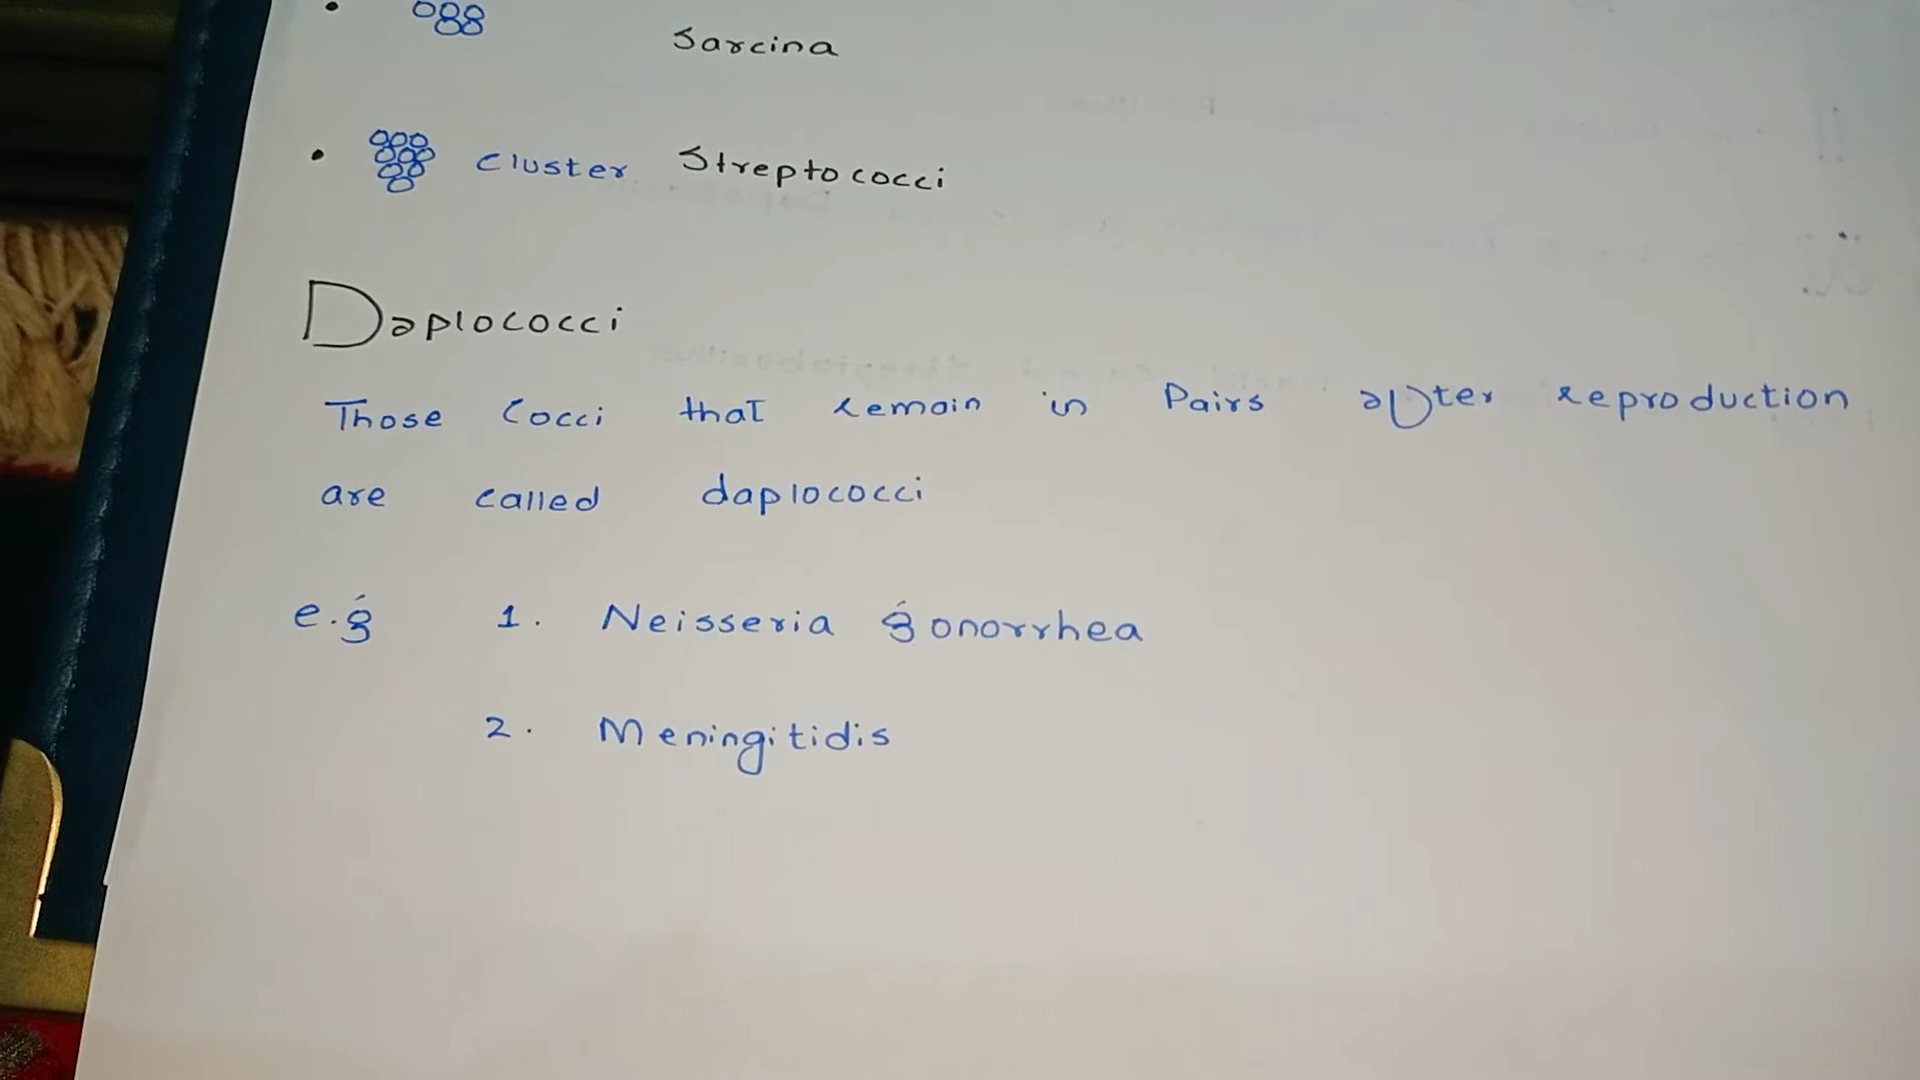 Sarcina
cluster Streptococci
Daplococci
Those Cocci that Remain in Pairs after Reproduction
are called daplococci
e.g 1. Neisseria gonorrhea
2. Meningitidis